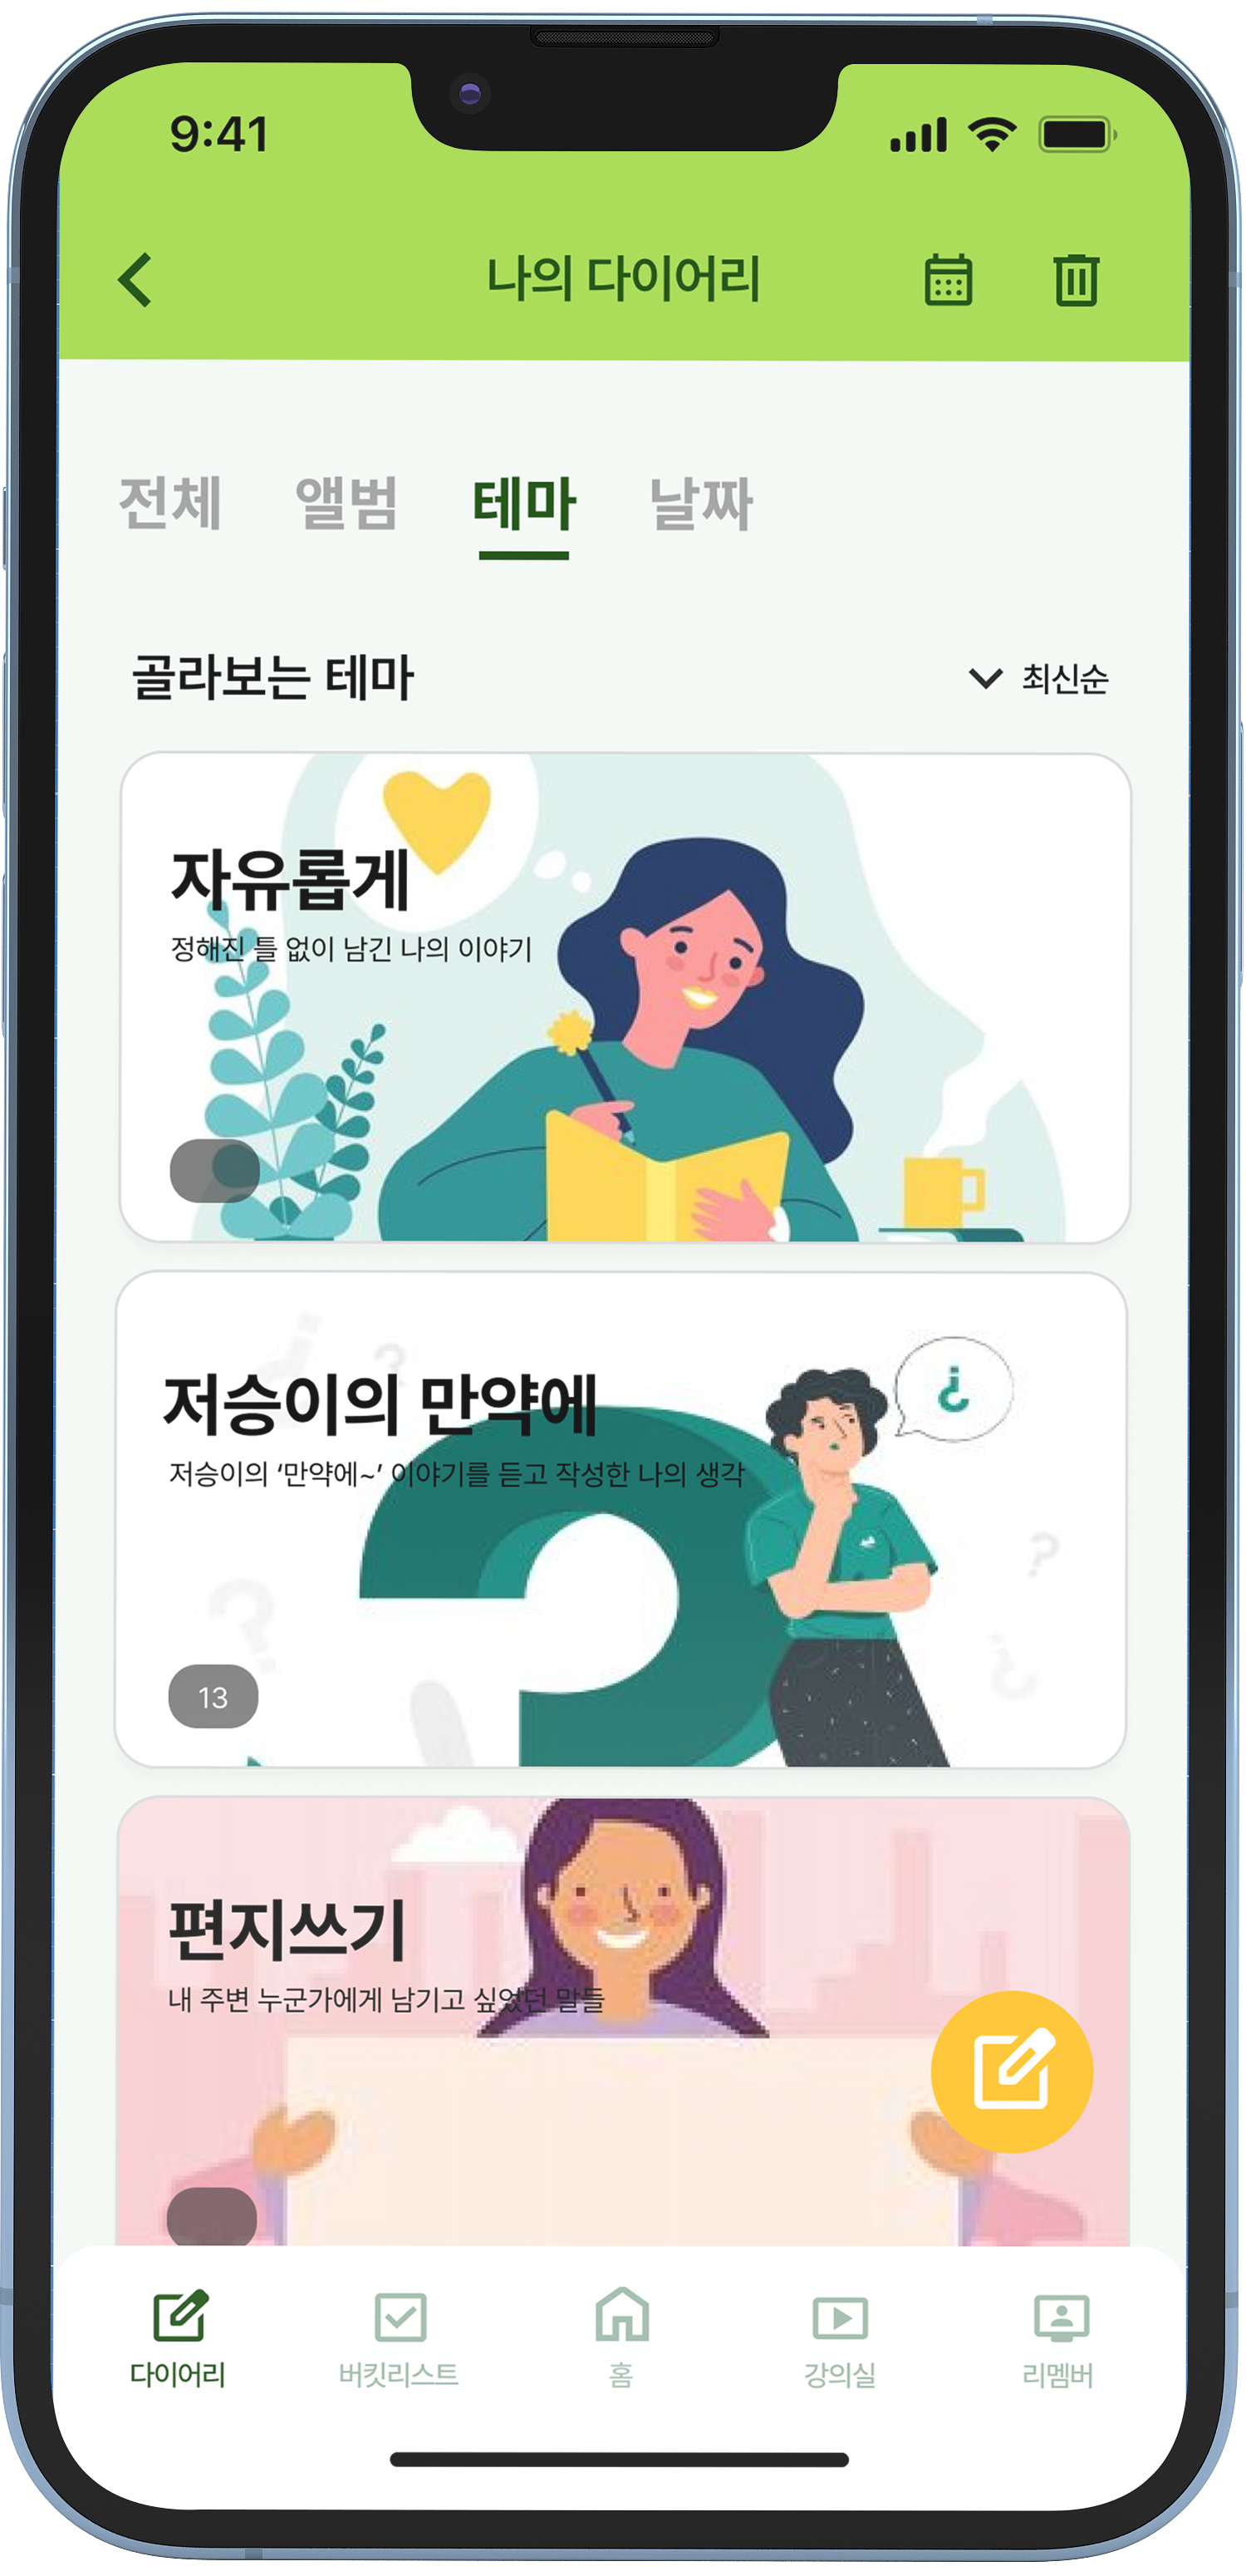 9:41
나의 다이어리
전체 앨범 테마 날짜
골라보는 테마
최신순
자유롭게
정해진 틀 없이 남긴 나의 이야기
저승이의 만약에
저승이의 ‘만약에~’ 이야기를 듣고 작성한 나의 생각
13
편지쓰기
내 주변 누군가에게 남기고 싶었던 말들
다이어리 버킷리스트 홈 강의실 리멤버